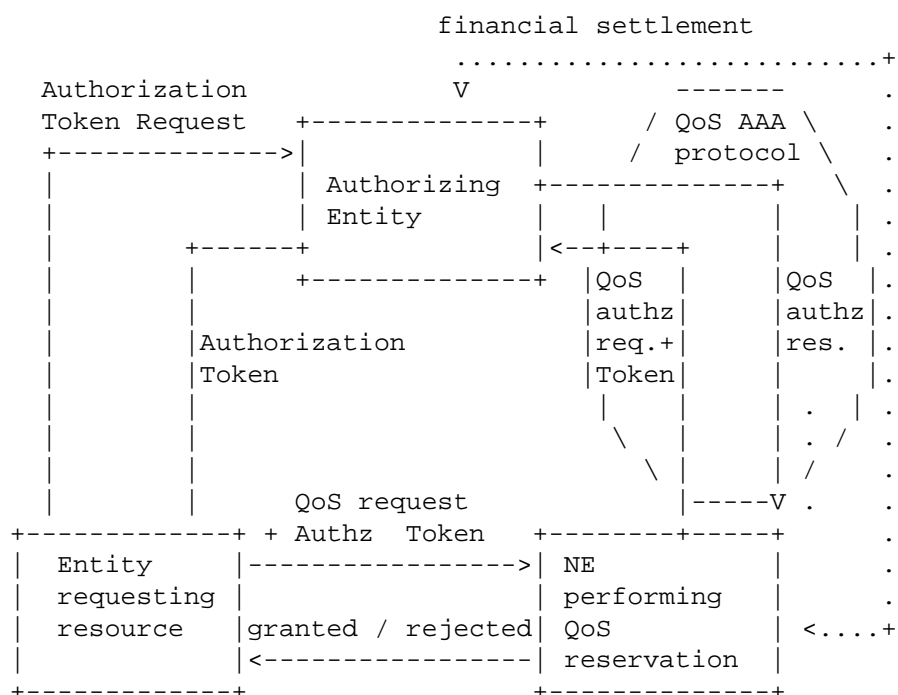 financial settlement
Authorization
Token Request
QoS AAA
protocol
Authorizing
Entity
QoS
authz
req.+
Token
QoS
authz
res.
Authorization
Token
QoS request
+ Authz Token
Entity
requesting
resource
granted / rejected
NE
performing
QoS
reservation